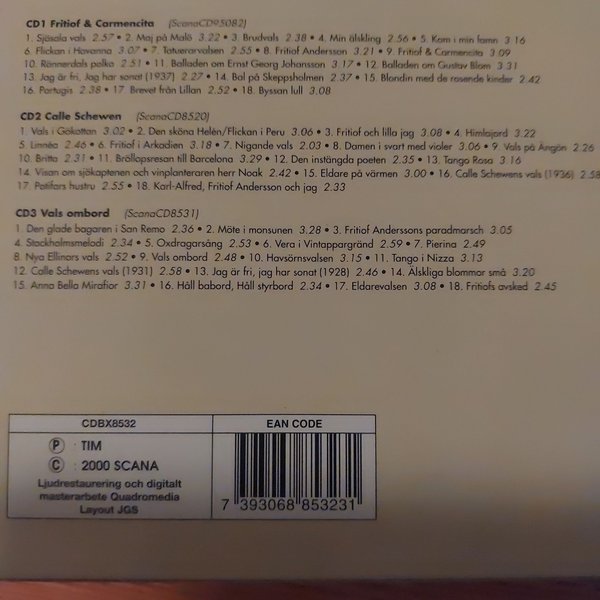 CD1 Fritiof & Carmencita (ScanaCD95082)
1. Sjösala vals 2.57 • 2. Maj på Malö 3.22 • 3. Brudvals 2.38 • 4. Min älskling 2.56 • 5. Kom i min famn 3.16
6. Flickan i Havanna 3.07 • 7. Tatuerarvalsen 2.55 • 8. Fritiof Andersson 3.21 • 9. Fritiof & Carmencita 3.09
10. Rönnerdals polka 2.51 • 11. Balladen om Ernst Georg Johansson 3.17 • 12. Balladen om Gustav Blom 3.31
13. Jag är fri, Jag har sonat (1937) 2.27 • 14. Bal på Skeppsholmen 2.37 • 15. Blondin med de rosende kinder 2.42
16. Portugis 2.38 • 17. Brevet från Lillan 2.52 • 18. Byssan lull 3.08
CD2 Calle Schewen (ScanaCD8520)
1. Vals i Gökottan 3.02 • 2. Den sköna Helèn/Flickan i Peru 3.06 • 3. Fritiof och lilla jag 3.08 • 4. Himlajord 3.22
5. Linnéa 2.46 • 6. Fritiof i Arkadien 3.18 • 7. Nigande vals 2.03 • 8. Damen i svart med violer 3.06 • 9. Vals på Ängön 2.26
10. Britta 2.31 • 11. Bröllopsresan till Barcelona 3.29 • 12. Den instängda poeten 2.35 • 13. Tango Rosa 3.16
14. Visan om sjökaptenen och vinplanteraren herr Noak 2.42 • 15. Eldare på värmen 3.00 • 16. Calle Schewens vals (1936) 2.58
17. Potifars hustru 2.55 • 18. Karl-Alfred, Fritiof Andersson och jag 2.33
CD3 Vals ombord (ScanaCD8531)
1. Den glade bagaren i San Remo 2.36 • 2. Möte i monsunen 3.28 • 3. Fritiof Anderssons paradmarsch 3.05
4. Stockholmsmelodi 2.34 • 5. Oxdragarsång 2.53 • 6. Vera i Vintappargränd 2.59 • 7. Pierina 2.49
8. Nya Ellinors vals 2.52 • 9. Vals ombord 2.48 • 10. Havsörnsvalsen 3.15 • 11. Tango i Nizza 3.13
12. Calle Schewens vals (1931) 2.58 • 13. Jag är fri, jag har sonat (1928) 2.46 • 14. Älskliga blommor små 3.20
15. Anna Bella Mirafior 3.31 • 16. Håll babord, Håll styrbord 2.34 • 17. Eldarevalsen 3.08 • 18. Fritiofs avsked 2.45
CDBX8532
EAN CODE
Ⓟ : TIM
© : 2000 SCANA
Ljudrestaurering och digitalt
masterarbete Quadromedia
Layout JGS
7 393068 853231